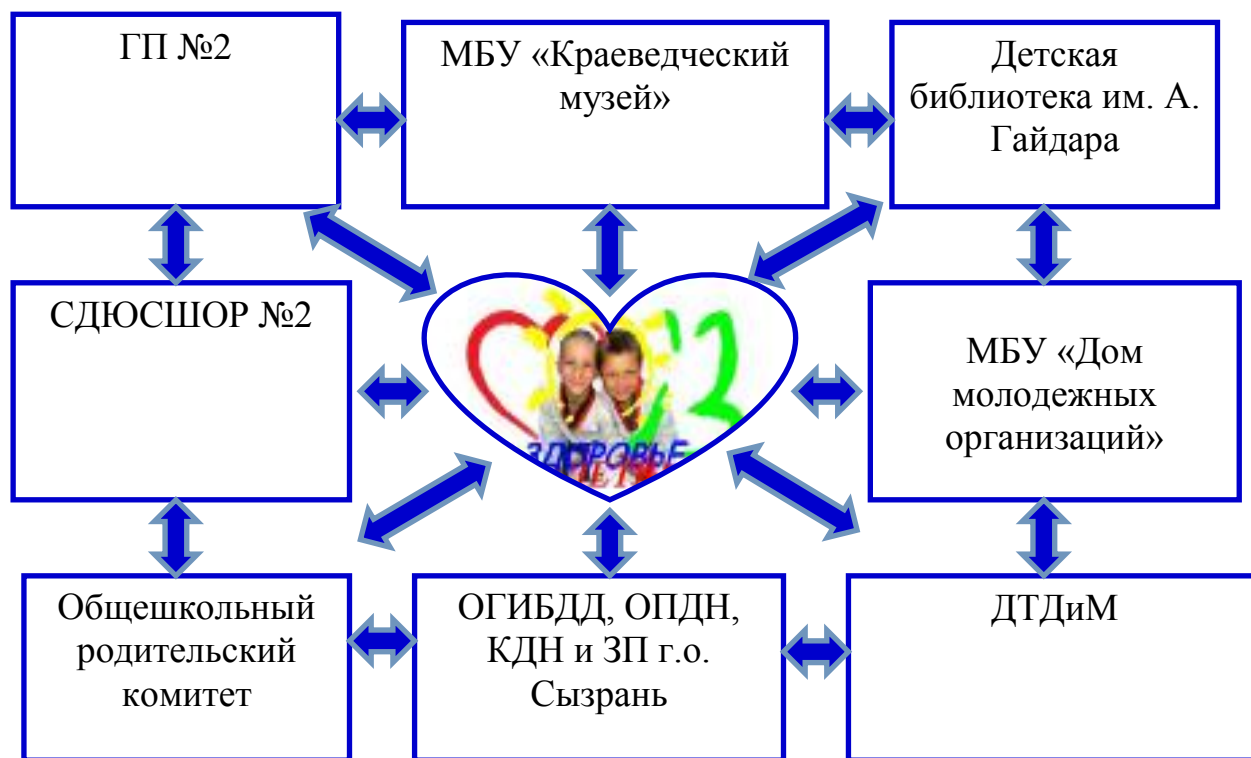 ГП №2
МБУ «Краеведческий
музей»
Детская
библиотека им. А.
Гайдара
СДЮСШОР №2
ЗДОРОВЬЕ
МБУ «Дом
молодежных
организаций»
Общешкольный
родительский
комитет
ОГИБДД, ОПДН,
КДН и ЗП г.о.
Сызрань
ДТДиМ